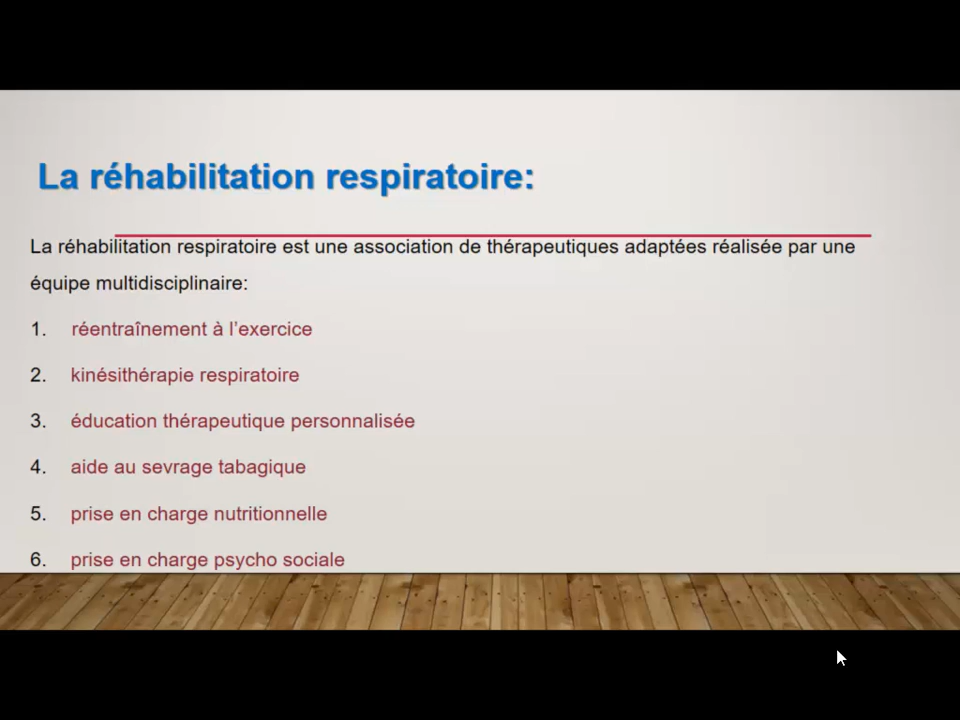 La réhabilitation respiratoire:
La réhabilitation respiratoire est une association de thérapeutiques adaptées réalisée par une
équipe multidisciplinaire:
1. réentraînement à l’exercice
2. kinésithérapie respiratoire
3. éducation thérapeutique personnalisée
4. aide au sevrage tabagique
5. prise en charge nutritionnelle
6. prise en charge psycho sociale